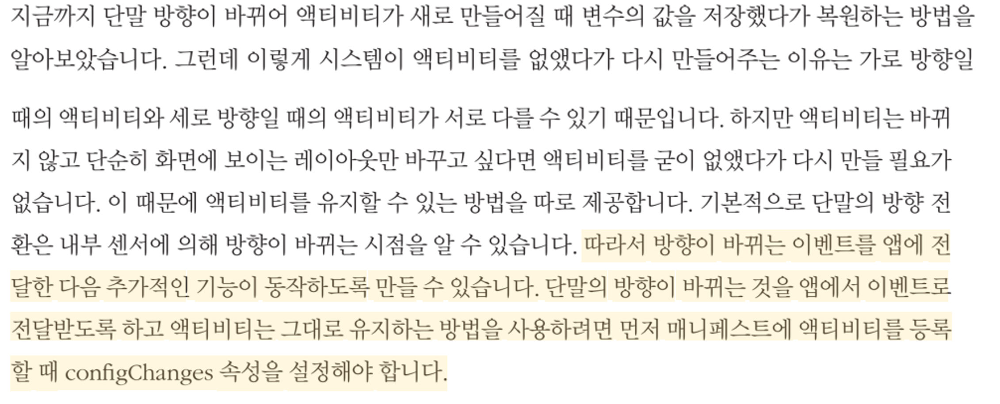 지금까지 단말 방향이 바뀌어 액티비티가 새로 만들어질 때 변수의 값을 저장했다가 복원하는 방법을
알아보았습니다. 그런데 이렇게 시스템이 액티비티를 없앴다가 다시 만들어주는 이유는 가로 방향일
때의 액티비티와 세로 방향일 때의 액티비티가 서로 다를 수 있기 때문입니다. 하지만 액티비티는 바뀌
지 않고 단순히 화면에 보이는 레이아웃만 바꾸고 싶다면 액티비티를 굳이 없앴다가 다시 만들 필요가
없습니다. 이 때문에 액티비티를 유지할 수 있는 방법을 따로 제공합니다. 기본적으로 단말의 방향 전
환은 내부 센서에 의해 방향이 바뀌는 시점을 알 수 있습니다. 따라서 방향이 바뀌는 이벤트를 앱에 전
달한 다음 추가적인 기능이 동작하도록 만들 수 있습니다. 단말의 방향이 바뀌는 것을 앱에서 이벤트로
전달받도록 하고 액티비티는 그대로 유지하는 방법을 사용하려면 먼저 매니페스트에 액티비티를 등록
할 때 configChanges 속성을 설정해야 합니다.